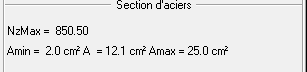 Section d'aciers
NzMax = 850.50
Amin = 2.0 cm² A = 12.1 cm² Amax = 25.0 cm²